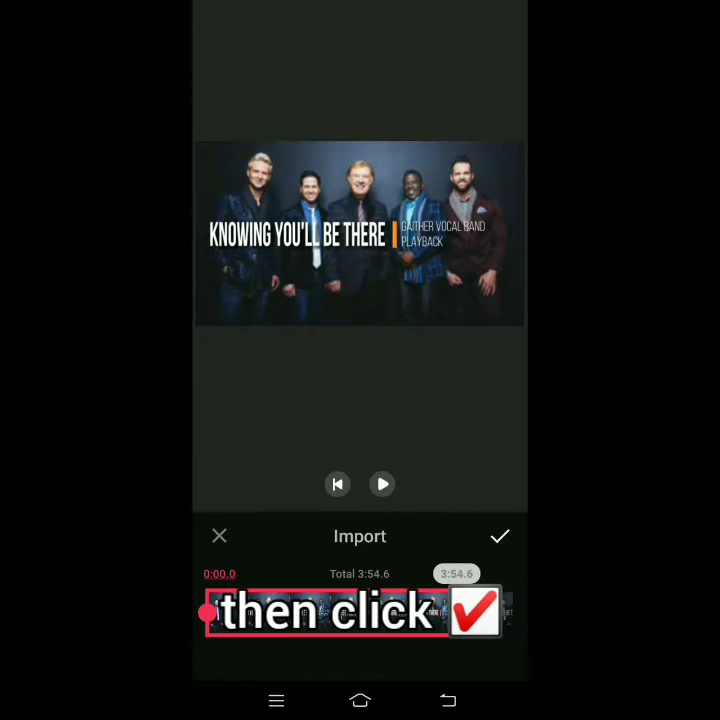 KNOWING YOU'LL BE THERE
GAITHER VOCAL BAND
PLAYBACK
Import
0:00.0
Total 3:54.6
3:54.6
then click